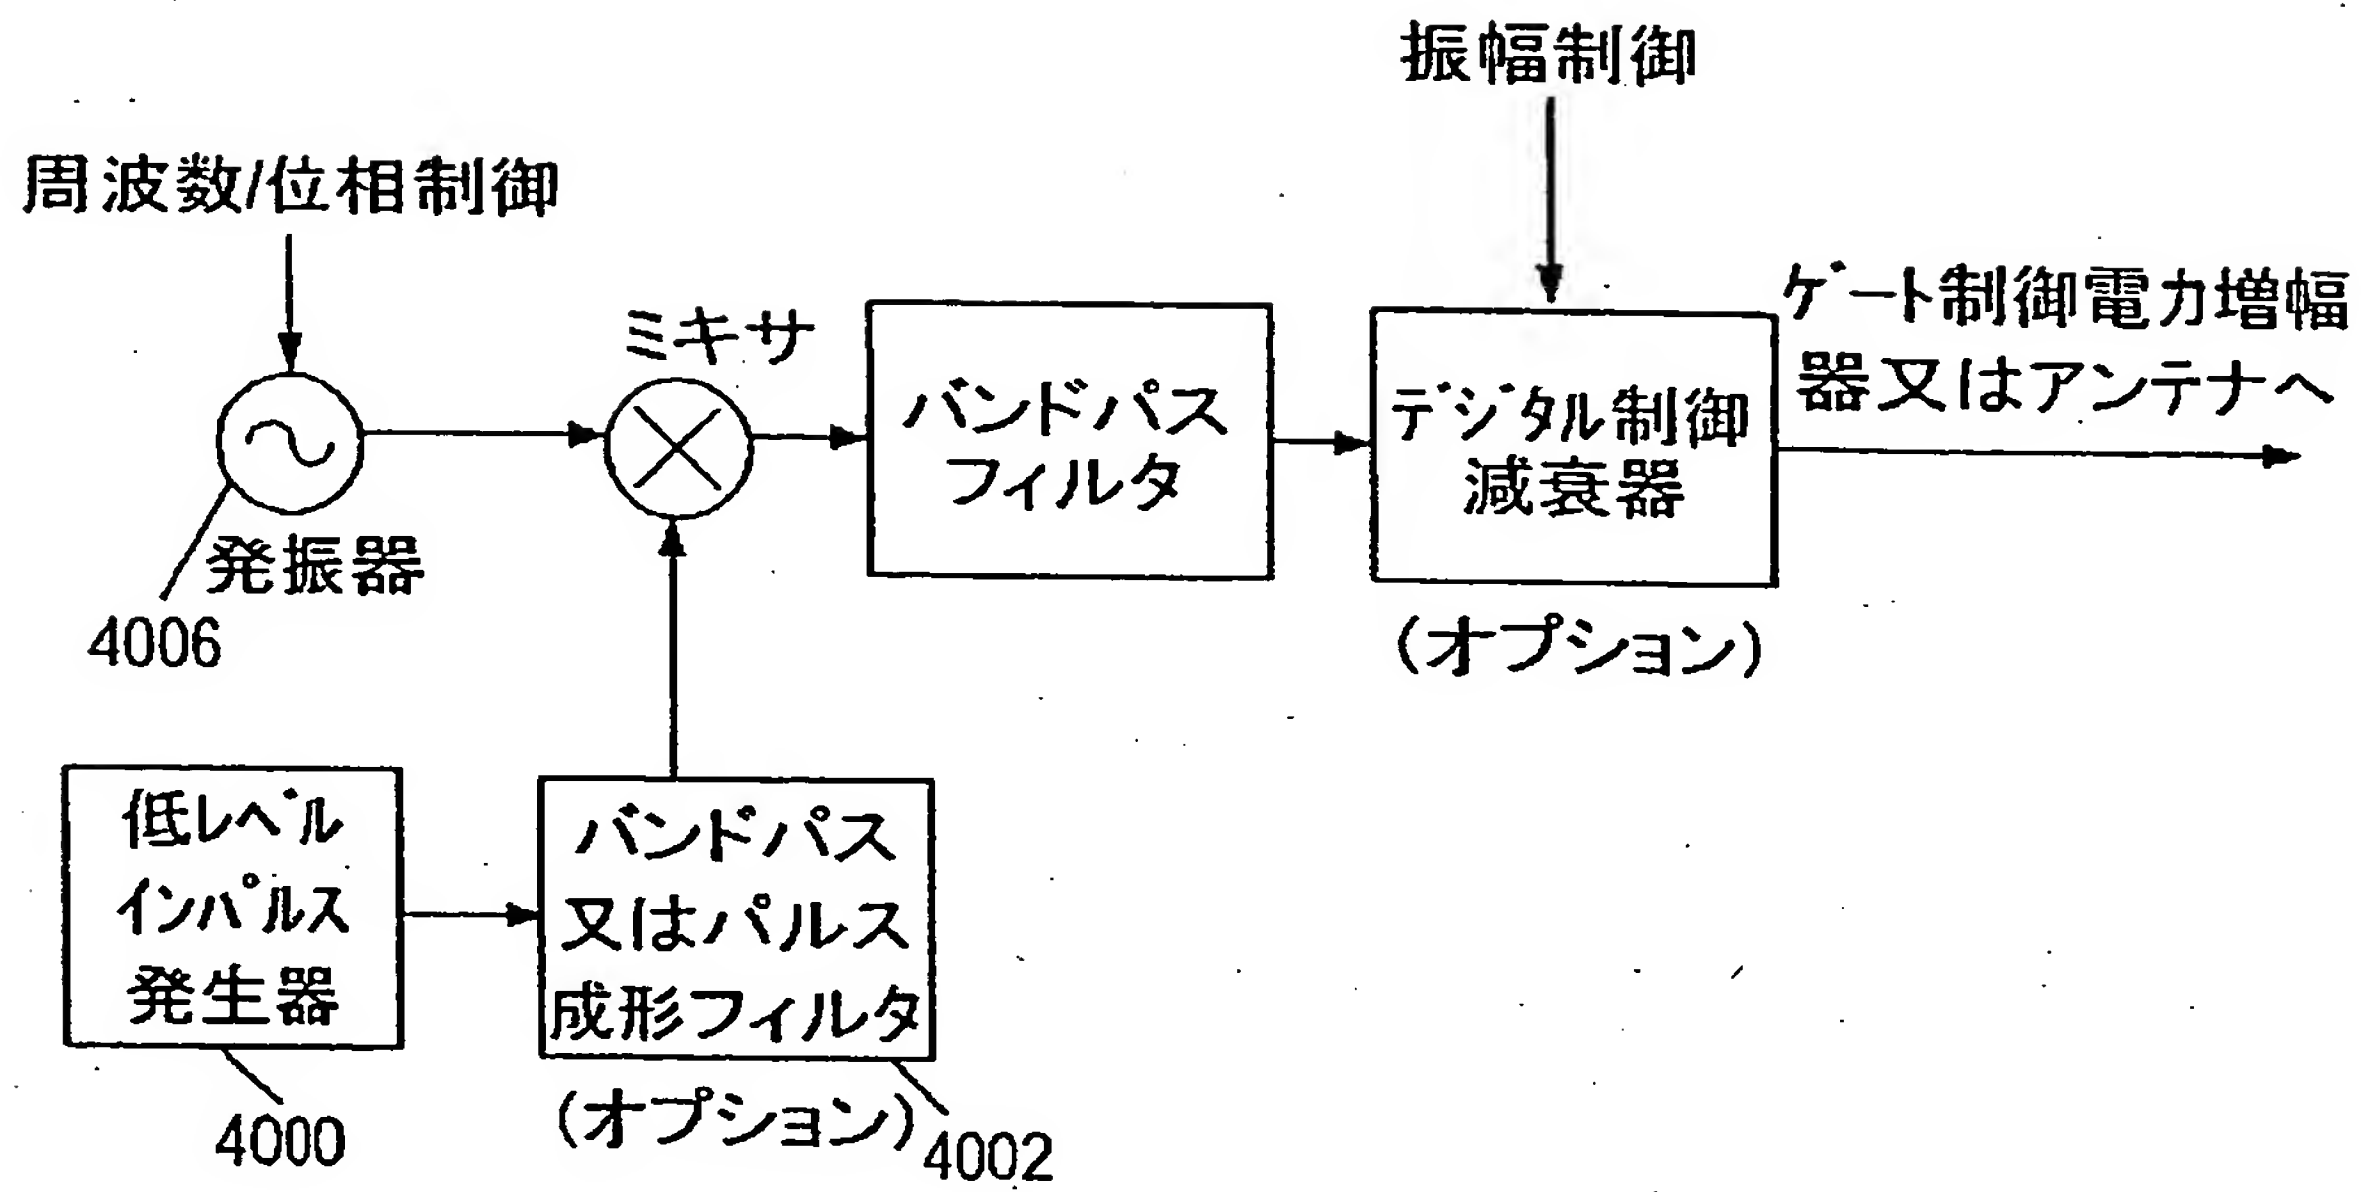 振幅制御
周波数/位相制御
ゲート制御電力増幅
器又はアンテナへ
ミキサ
バンドパス
フィルタ
デジタル制御
減衰器
発振器
4006
(オプション)
低レベル
インパルス
発生器
バンドパス
又はパルス
成形フィルタ
(オプション)
4000
4002